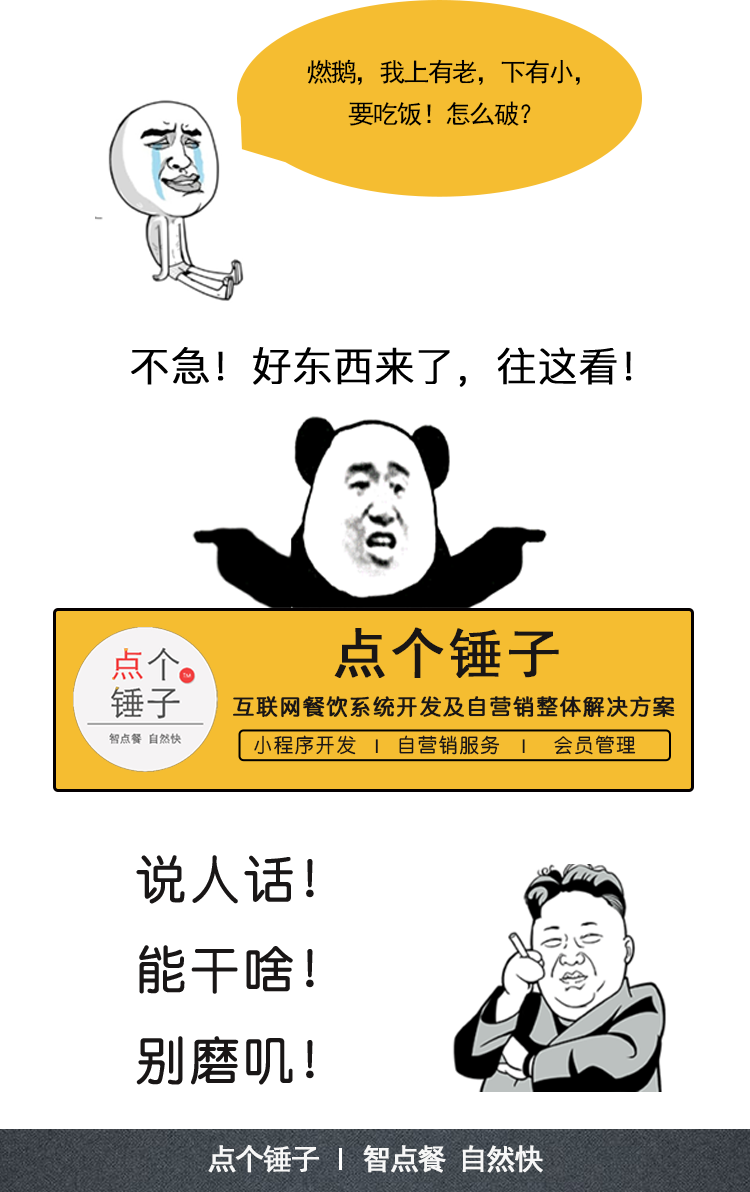 燃鹅，我上有老，下有小，
要吃饭！怎么破？
不急！好东西来了，往这看！
点个
锤子
TM
智点餐 自然快
点个锤子
互联网餐饮系统开发及自营销整体解决方案
小程序开发 | 自营销服务 | 会员管理
说人话！
能干啥！
别磨叽！
点个锤子 | 智点餐 自然快